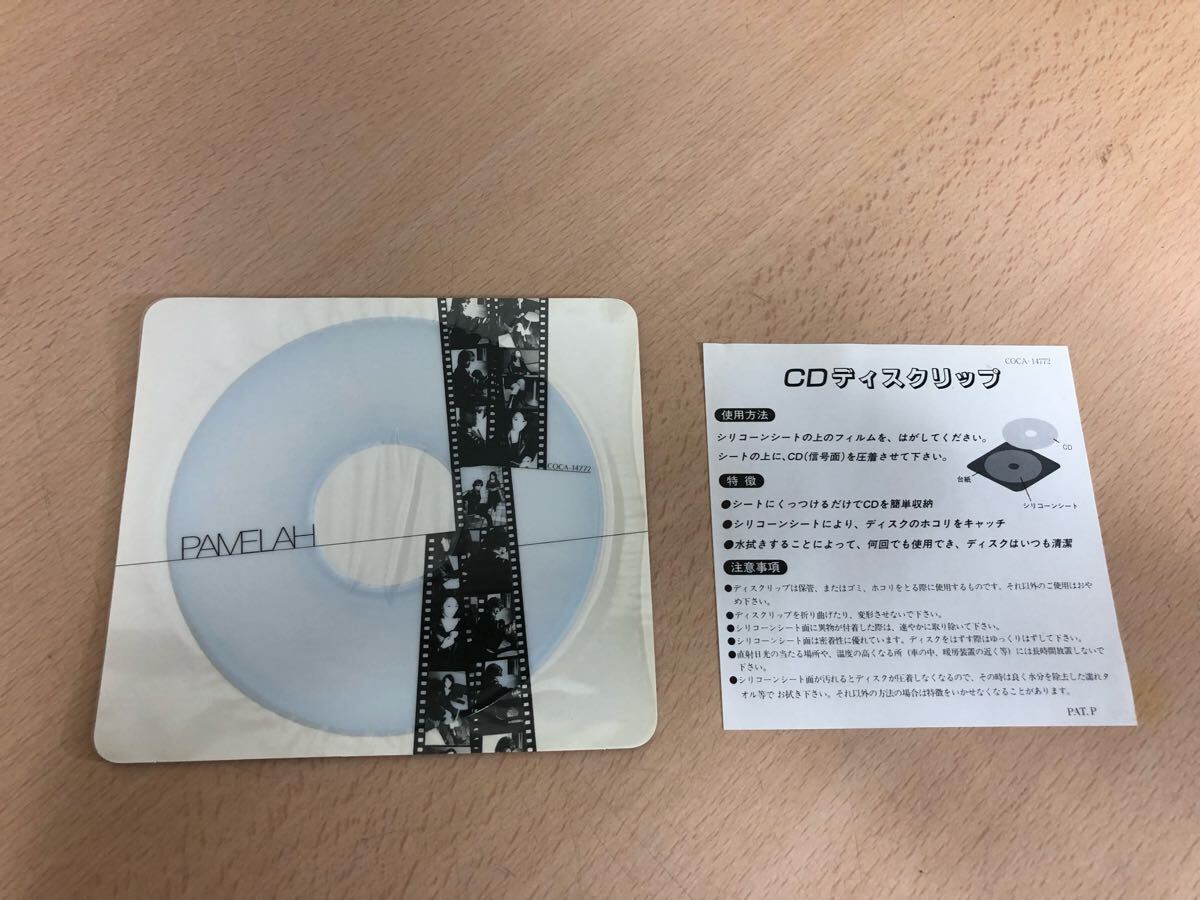 PAMELAH
COCA-14772
COCA-14772
CDディスクリップ
使用方法
シリコーンシートの上のフィルムを、はがしてください。
シートの上に、CD(信号面)を圧着させて下さい。
CD
台紙
シリコーンシート
特徴
●シートにくっつけるだけでCDを簡単収納
●シリコーンシートにより、ディスクのホコリをキャッチ
●水拭きすることによって、何回でも使用でき、ディスクはいつも清潔
注意事項
●ディスクリップは保管、またはゴミ、ホコリをとる際に使用するものです。それ以外のご使用はおや
め下さい。
●ディスクリップを折り曲げたり、変形させないで下さい。
●シリコーンシート面に異物が付着した際は、速やかに取り除いて下さい。
●シリコーンシート面は密着性に優れています。ディスクをはずす際はゆっくりはずして下さい。
●直射日光の当たる場所や、温度の高くなる所(車の中、暖房装置の近く等)には長時間放置しないで
下さい。
●シリコーンシート面が汚れるとディスクが圧着しなくなるので、その時は良く水分を除去した濡れタ
オル等でお拭き下さい。それ以外の方法の場合は特徴をいかせなくなることがあります。
PAT.P